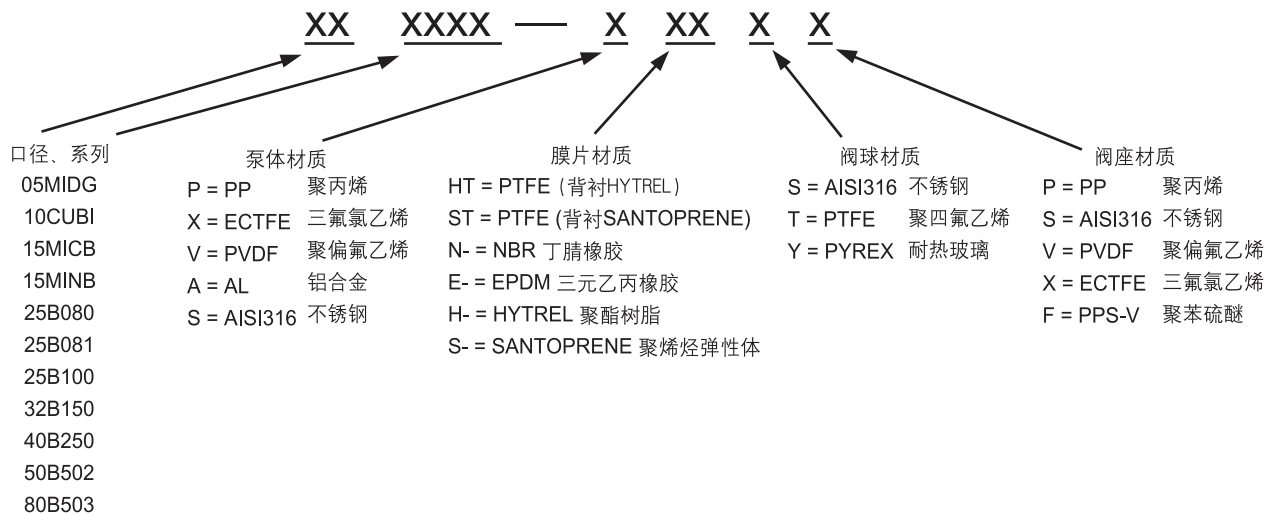 XX XXXX — X XX X X
口径、系列
05MIDG
10CUBI
15MICB
15MINB
25B080
25B081
25B100
32B150
40B250
50B502
80B503
泵体材质
P = PP 聚丙烯
X = ECTFE 三氟氯乙烯
V = PVDF 聚偏氟乙烯
A = AL 铝合金
S = AISI316 不锈钢
膜片材质
HT = PTFE (背衬HYTREL)
ST = PTFE (背衬SANTOPRENE)
N- = NBR 丁腈橡胶
E- = EPDM 三元乙丙橡胶
H- = HYTREL 聚酯树脂
S- = SANTOPRENE 聚烯烃弹性体
阀球材质
S = AISI316 不锈钢
T = PTFE 聚四氟乙烯
Y = PYREX 耐热玻璃
阀座材质
P = PP 聚丙烯
S = AISI316 不锈钢
V = PVDF 聚偏氟乙烯
X = ECTFE 三氟氯乙烯
F = PPS-V 聚苯硫醚